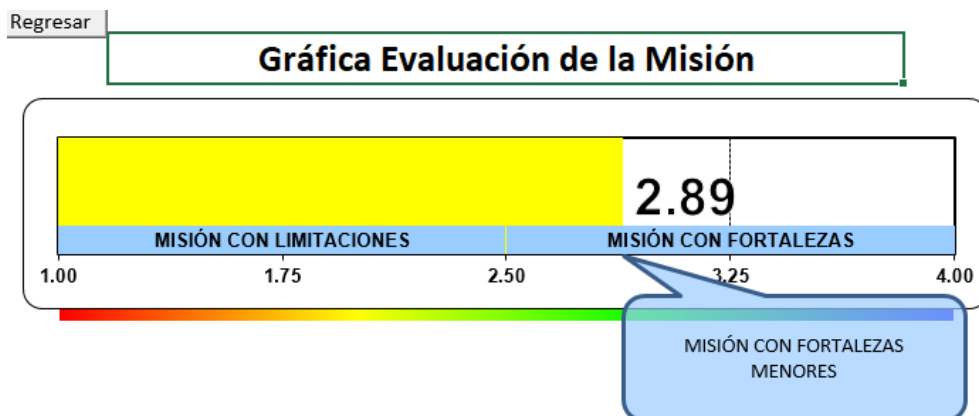 Regresar
Gráfica Evaluación de la Misión
2.89
MISIÓN CON LIMITACIONES
MISIÓN CON FORTALEZAS
1.00
1.75
2.50
3.25
4.00
MISIÓN CON FORTALEZAS
MENORES